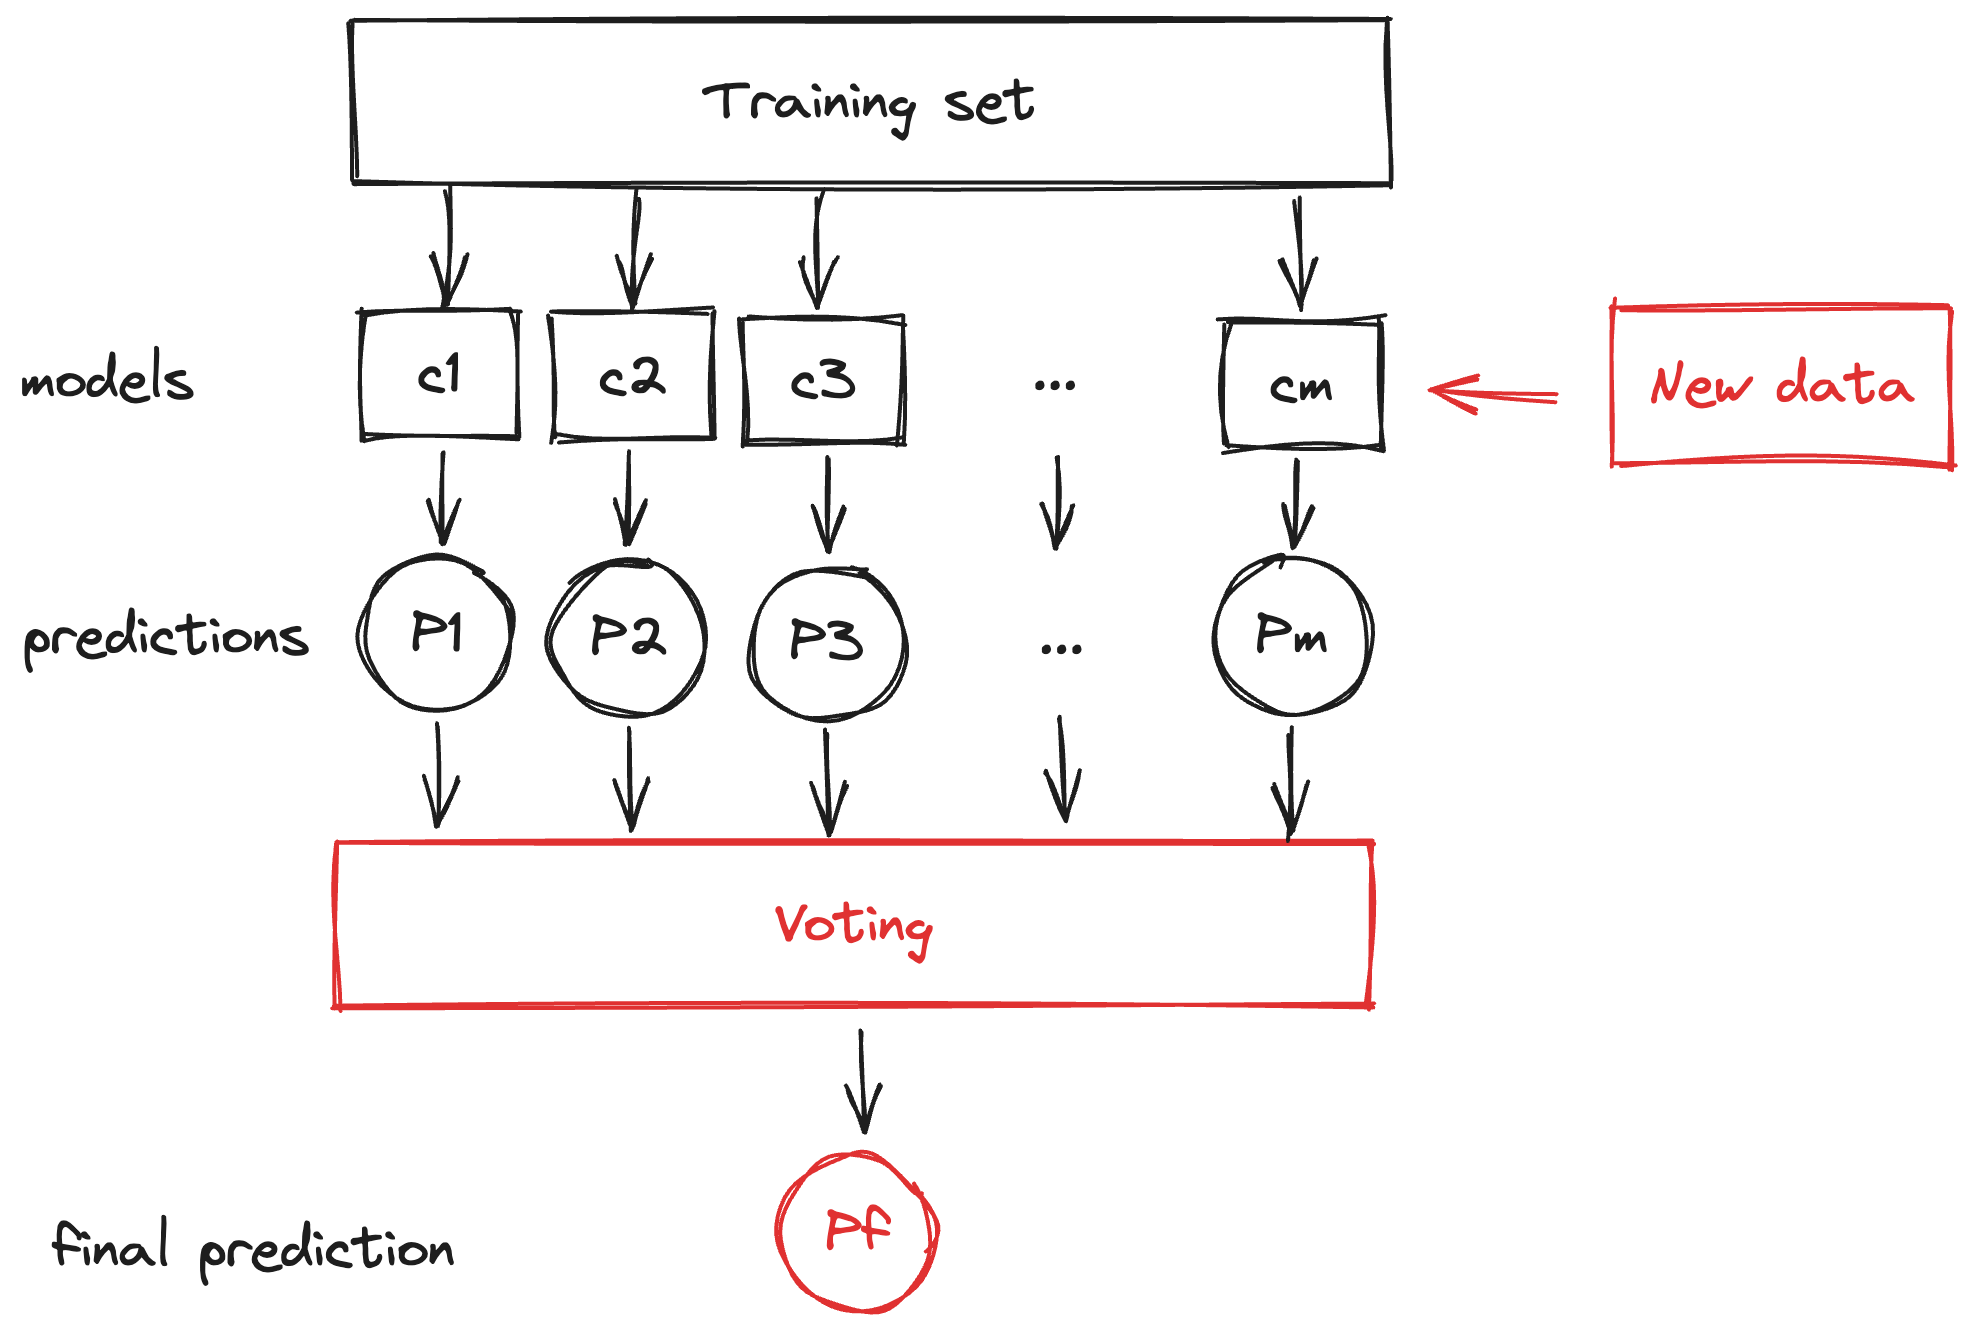 Training set
models
c1
c2
c3
...
cm
New data
predictions
P1
P2
P3
...
Pm
Voting
final prediction
Pf